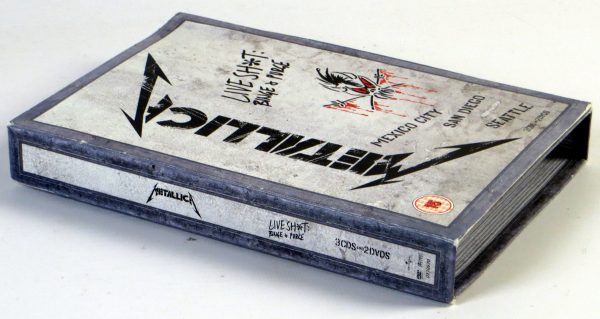 METALLICA
LIVE SH*T:
BINGE & PURGE
MEXICO CITY
SAN DIEGO
SEATTLE
METALLICA
LIVE SH*T:
BINGE & PURGE
3CDS AND 2DVDS